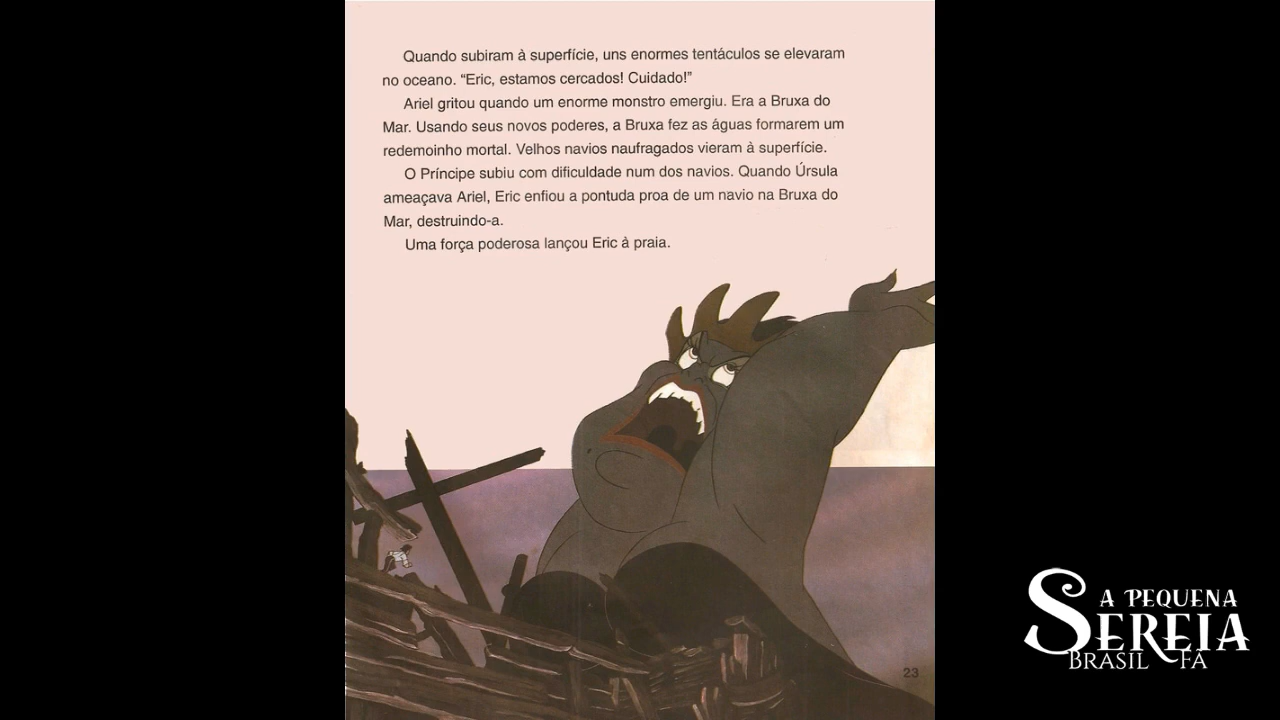 Quando subiram à superfície, uns enormes tentáculos se elevaram
no oceano. “Eric, estamos cercados! Cuidado!”
Ariel gritou quando um enorme monstro emergiu. Era a Bruxa do
Mar. Usando seus novos poderes, a Bruxa fez as águas formarem um
redemoinho mortal. Velhos navios naufragados vieram à superfície.
O Príncipe subiu com dificuldade num dos navios. Quando Úrsula
ameaçava Ariel, Eric enfiou a pontuda proa de um navio na Bruxa do
Mar, destruindo-a.
Uma força poderosa lançou Eric à praia.
23
A PEQUENA
SEREIA
BRASIL FÃ